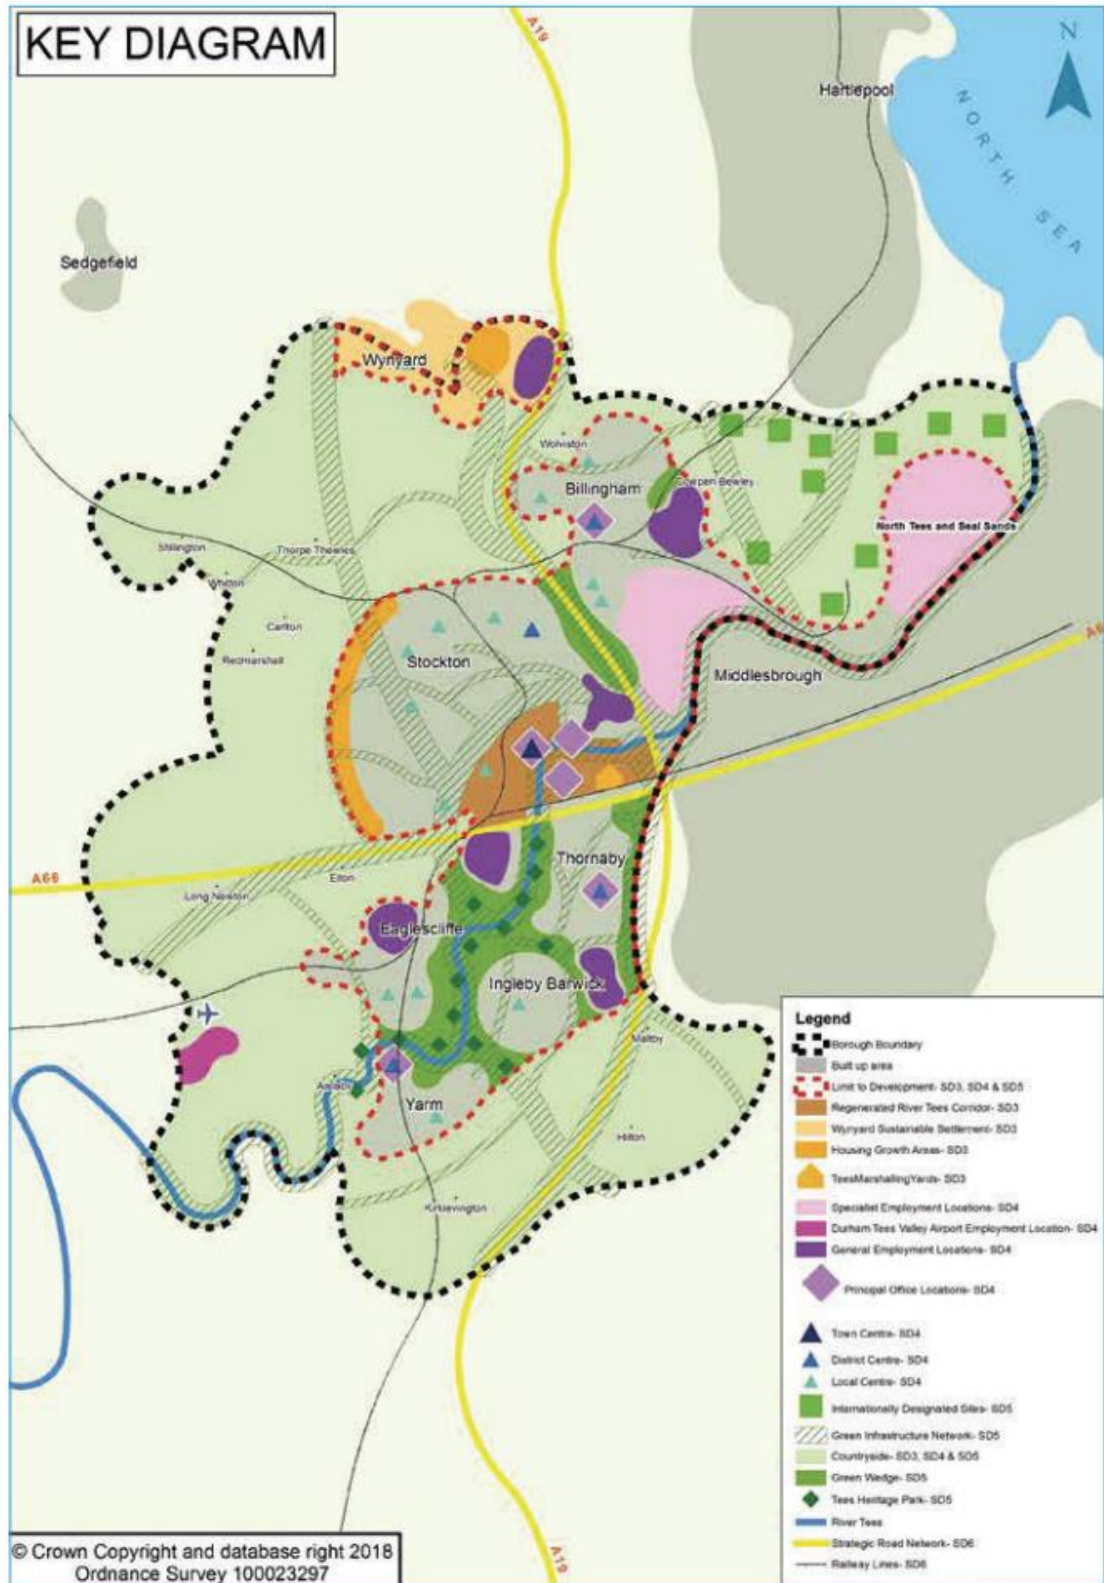 KEY DIAGRAM
A19
N
Hartlepool
NORTH SEA
Sedgefield
Wynyard
Wolviston
Billingham
Cowpen Bewley
North Tees and Seal Sands
Stillington
Thorpe Thewles
Whitton
Carlton
Redmarshall
Stockton
Middlesbrough
A66
Thornaby
A66
Elton
Long Newton
Eaglescliffe
Ingleby Barwick
Maltby
Aislaby
Yarm
Hilton
Kirklevington
A19
Legend
Borough Boundary
Built up area
Limit to Development- SD3, SD4 & SD5
Regenerated River Tees Corridor- SD3
Wynyard Sustainable Settlement- SD3
Housing Growth Areas- SD3
TeesMarshallingYards- SD3
Specialist Employment Locations- SD4
Durham Tees Valley Airport Employment Location- SD4
General Employment Locations- SD4
Principal Office Locations- SD4
Town Centre- SD4
District Centre- SD4
Local Centre- SD4
Internationally Designated Sites- SD5
Green Infrastructure Network- SD5
Countryside- SD3, SD4 & SD5
Green Wedge- SD5
Tees Heritage Park- SD5
River Tees
Strategic Road Network- SD6
Railway Lines- SD6
© Crown Copyright and database right 2018
Ordnance Survey 100023297